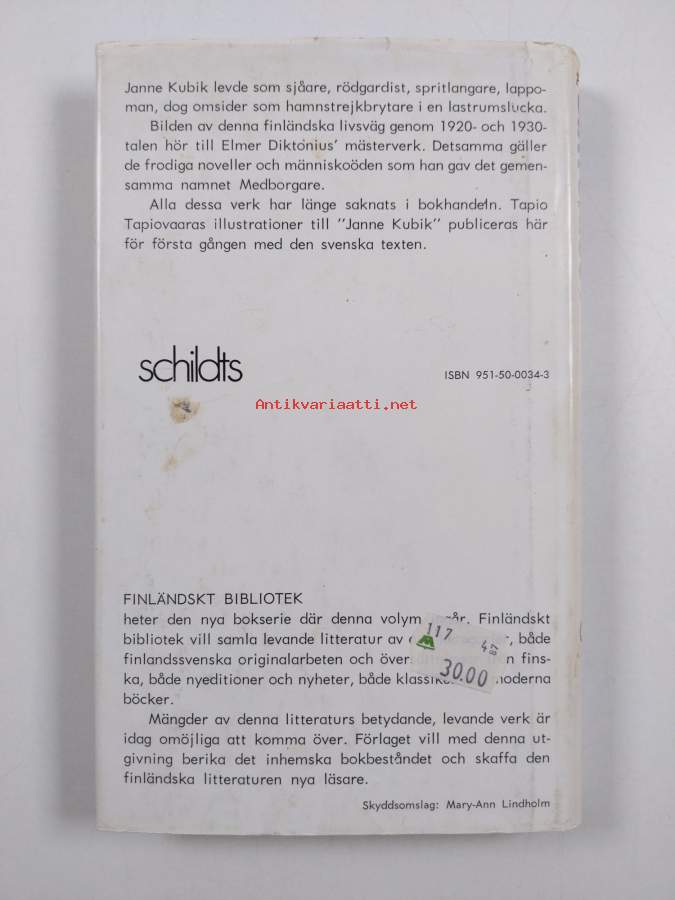 Janne Kubik levde som sjåare, rödgardist, spritlangare, lappo-
man, dog omsider som hamnstrejkbrytare i en lastrumslucka.
Bilden av denna finländska livsväg genom 1920- och 1930-
talen hör till Elmer Diktonius' mästerverk. Detsamma gäller
de frodiga noveller och människoöden som han gav det gemen-
samma namnet Medborgare.
Alla dessa verk har länge saknats i bokhandeln. Tapio
Tapiovaaras illustrationer till "Janne Kubik" publiceras här
för första gången med den svenska texten.
schildts
ISBN 951-50-0034-3
Antikvariaatti.net
FINLÄNDSKT BIBLIOTEK
heter den nya bokserie där denna volym går. Finländskt
bibliotek vill samla levande litteratur av , både
finlandssvenska originalarbeten och över n fins-
ka, både nyeditioner och nyheter, både klassik moderna
böcker.
117
48
30.00
Mängder av denna litteraturs betydande, levande verk är
idag omöjliga att komma över. Förlaget vill med denna ut-
givning berika det inhemska bokbeståndet och skaffa den
finländska litteraturen nya läsare.
Skyddsomslag: Mary-Ann Lindholm